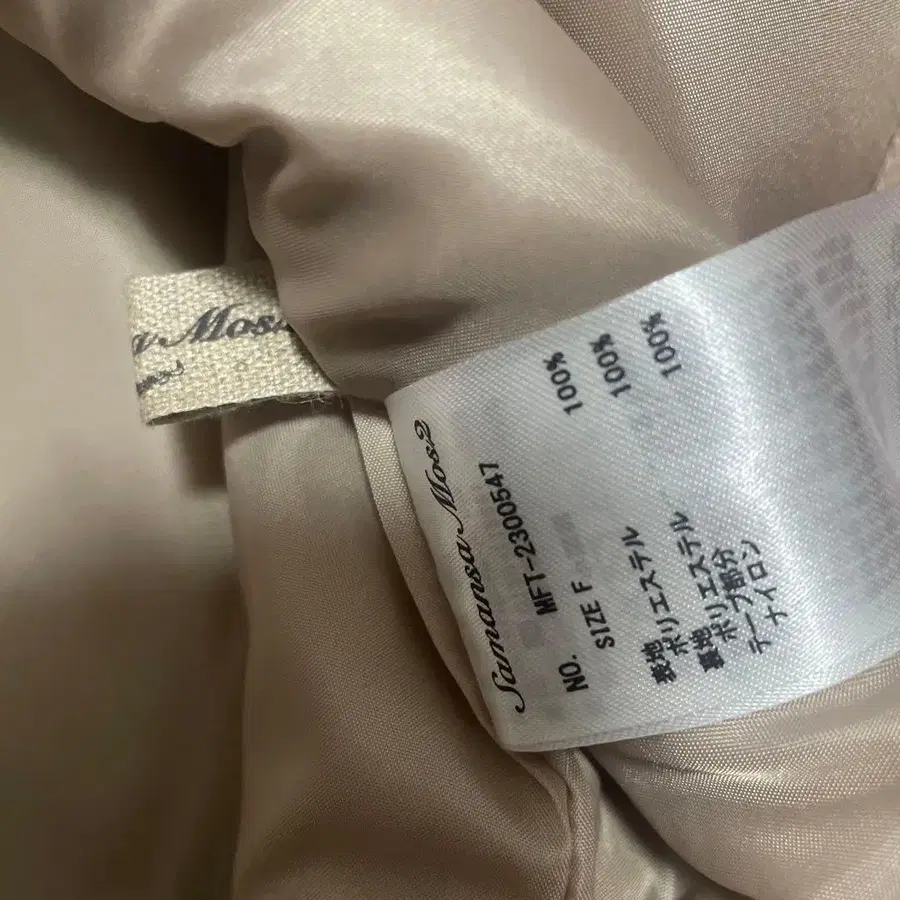 a Mos2
Samansa Mos2
NO. MFT-2300547
SIZE F
表地
ポリエステル 100%
裏地
ポリエステル 100%
テープ部分
ナイロン 100%